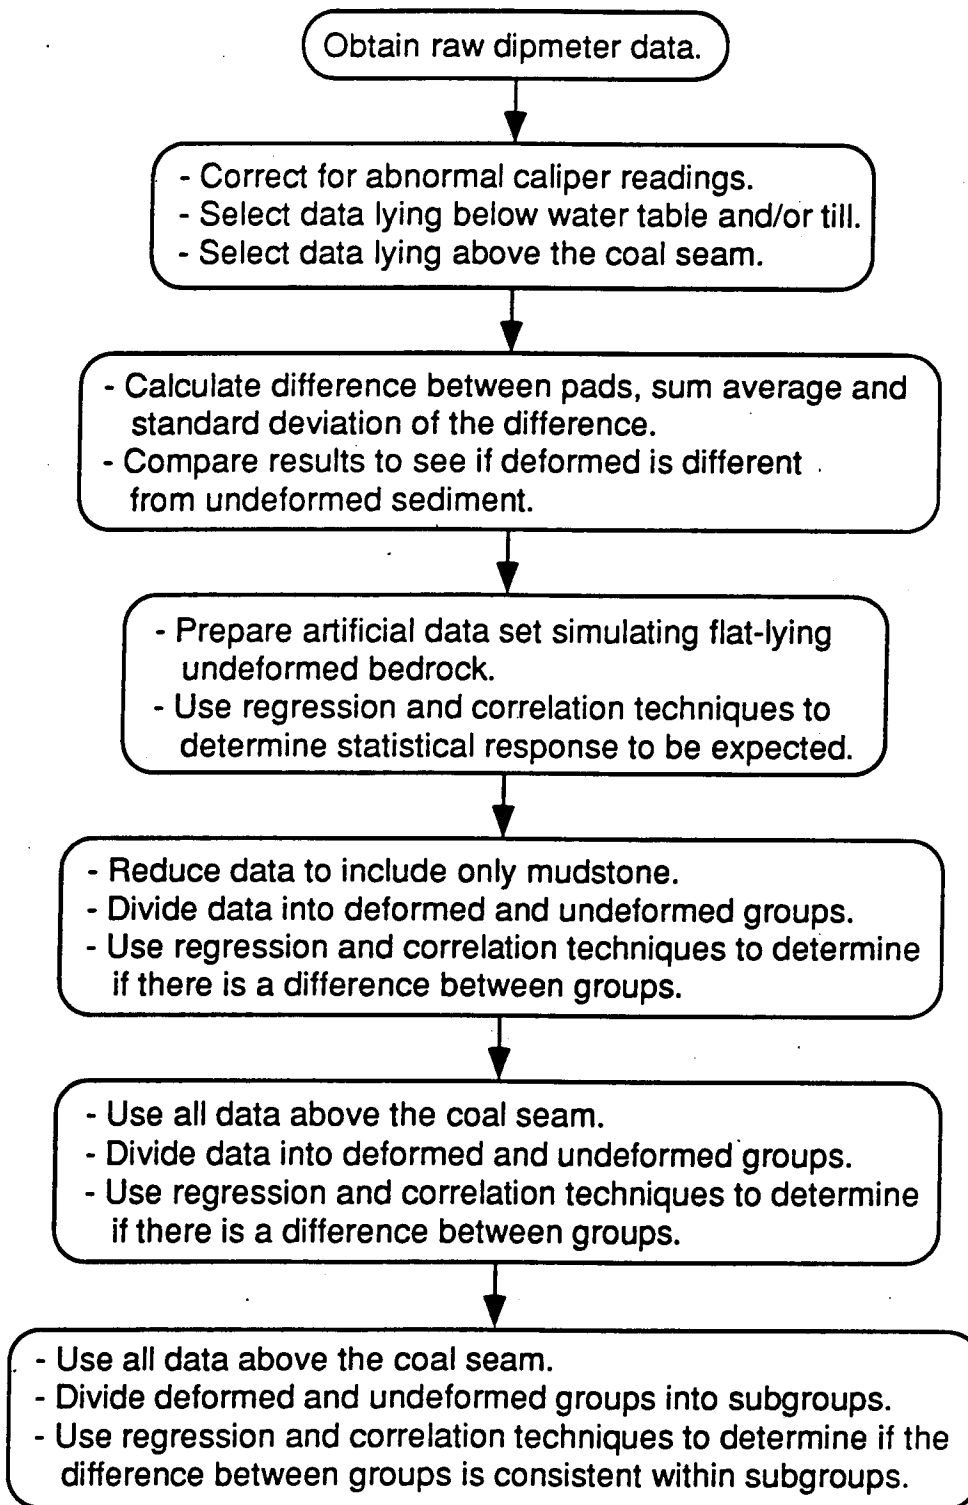 Obtain raw dipmeter data.
- Correct for abnormal caliper readings.
- Select data lying below water table and/or till.
- Select data lying above the coal seam.
- Calculate difference between pads, sum average and
standard deviation of the difference.
- Compare results to see if deformed is different
from undeformed sediment.
- Prepare artificial data set simulating flat-lying
undeformed bedrock.
- Use regression and correlation techniques to
determine statistical response to be expected.
- Reduce data to include only mudstone.
- Divide data into deformed and undeformed groups.
- Use regression and correlation techniques to determine
if there is a difference between groups.
- Use all data above the coal seam.
- Divide data into deformed and undeformed groups.
- Use regression and correlation techniques to determine
if there is a difference between groups.
- Use all data above the coal seam.
- Divide deformed and undeformed groups into subgroups.
- Use regression and correlation techniques to determine if the
difference between groups is consistent within subgroups.